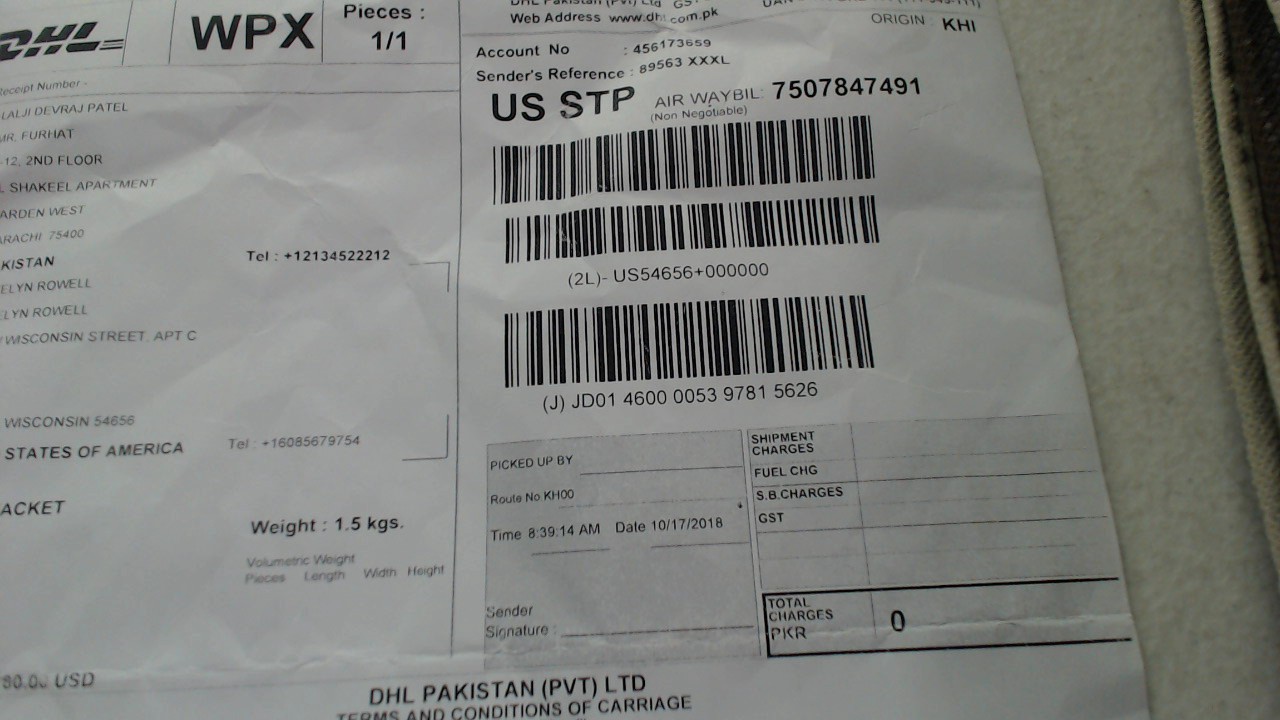 DHL
WPX
Pieces :
1/1
Receipt Number -
LALJI DEVRAJ PATEL
MR. FURHAT
-12, 2ND FLOOR
L SHAKEEL APARTMENT
ARDEN WEST
ARACHI 75400
KISTAN
Tel : +12134522212
ELYN ROWELL
LYN ROWELL
WISCONSIN STREET. APT C
WISCONSIN 54656
STATES OF AMERICA
Tel : +16085679754
ACKET
Weight : 1.5 kgs.
Volumetric Weight
Pieces Length Width Height
USD
DHL Pakistan (Pvt) Ltd GST
Web Address www.dhl.com.pk
ORIGIN : KHI
Account No : 456173659
Sender's Reference : 89563 XXXL
US STP AIR WAYBIL: 7507847491
(Non Negotiable)
(2L)- US54656+000000
(J) JD01 4600 0053 9781 5626
PICKED UP BY
Route No KH00
Time 8:39:14 AM Date 10/17/2018
Sender
Signature :
SHIPMENT
CHARGES
FUEL CHG
S.B.CHARGES
GST
TOTAL
CHARGES
PKR
0
DHL PAKISTAN (PVT) LTD
TERMS AND CONDITIONS OF CARRIAGE